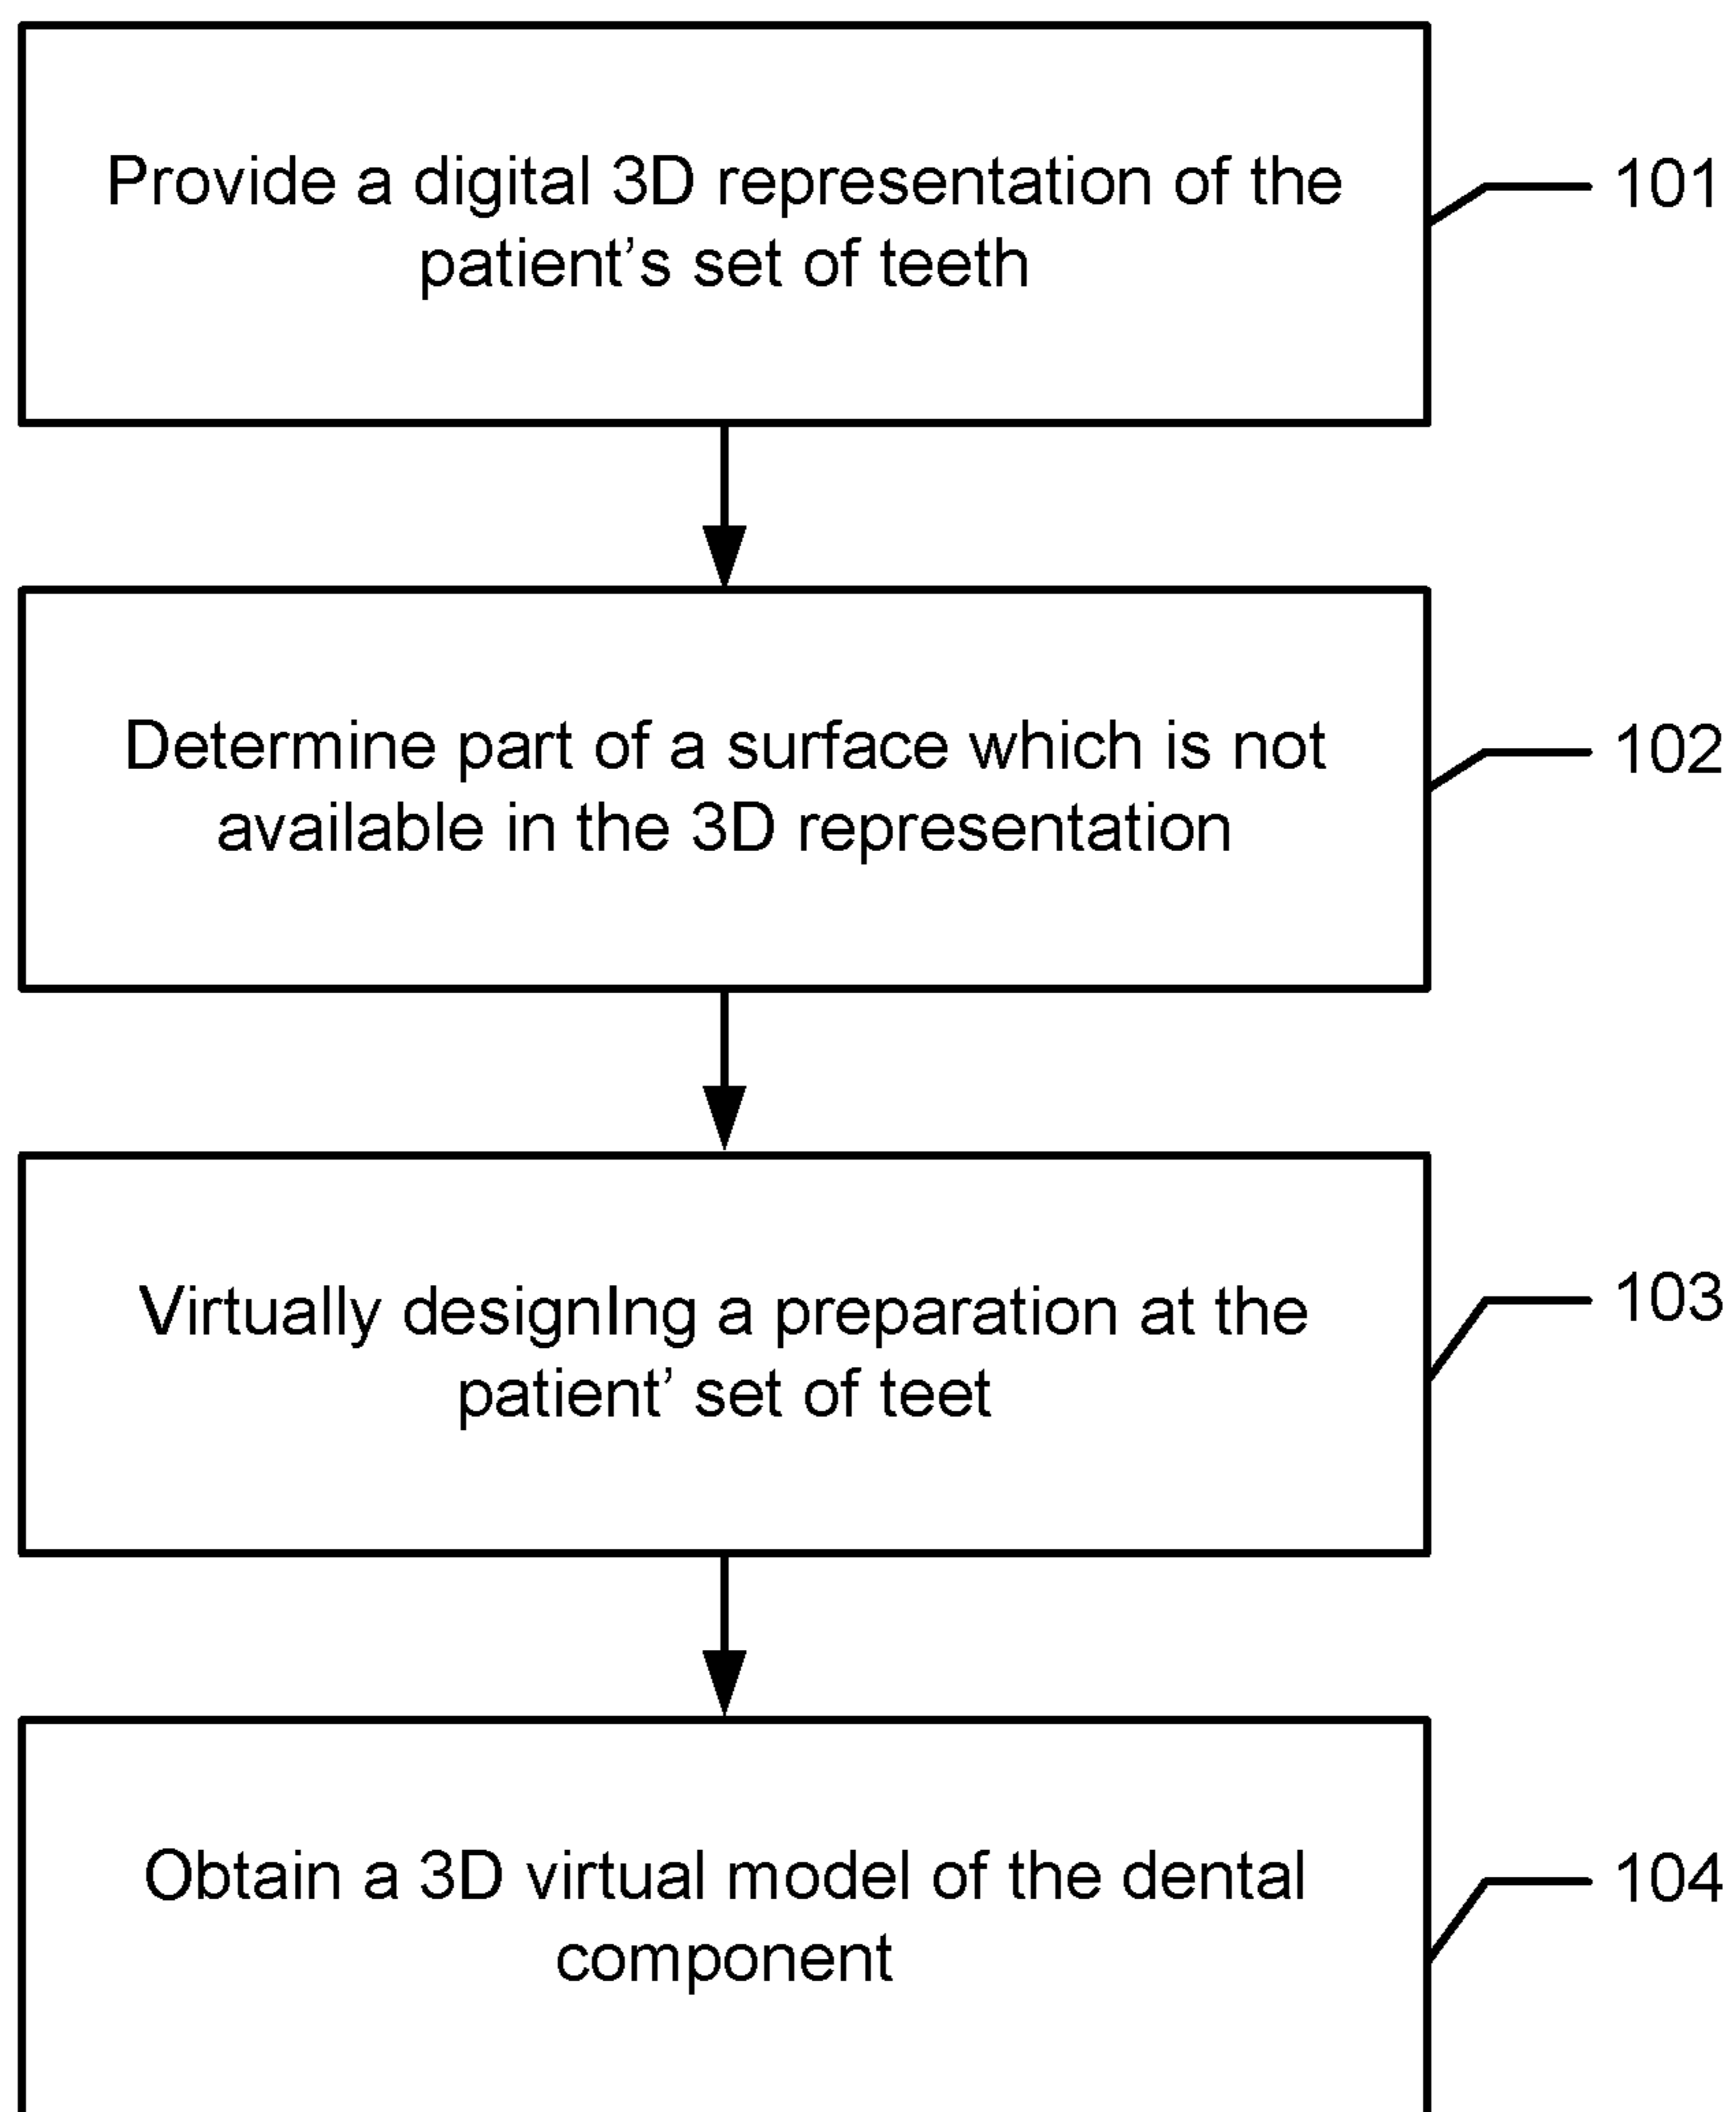 Provide a digital 3D representation of the
patient’s set of teeth
101
Determine part of a surface which is not
available in the 3D representation
102
Virtually designIng a preparation at the
patient’ set of teet
103
Obtain a 3D virtual model of the dental
component
104